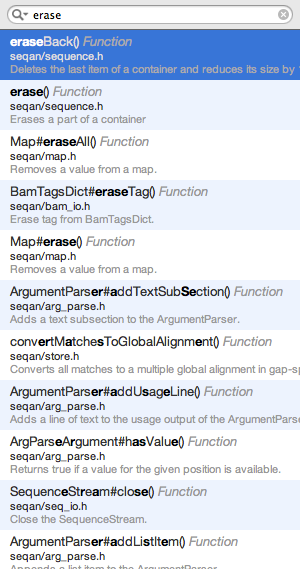 erase
eraseBack() Function
seqan/sequence.h
Deletes the last item of a container and reduces its size by
erase() Function
seqan/sequence.h
Erases a part of a container
Map#eraseAll() Function
seqan/map.h
Removes a value from a map.
BamTagsDict#eraseTag() Function
seqan/bam_io.h
Erase tag from BamTagsDict.
Map#erase() Function
seqan/map.h
Removes a value from a map.
ArgumentParser#addTextSubSection() Function
seqan/arg_parse.h
Adds a text subsection to the ArgumentParser.
convertMatchesToGlobalAlignment() Function
seqan/store.h
Converts all matches to a multiple global alignment in gap-sp
ArgumentParser#addUsageLine() Function
seqan/arg_parse.h
Adds a line of text to the usage output of the ArgumentParse
ArgParseArgument#hasValue() Function
seqan/arg_parse.h
Returns true if a value for the given position is available.
SequenceStream#close() Function
seqan/seq_io.h
Close the SequenceStream.
ArgumentParser#addListItem() Function
seqan/arg_parse.h
Appends a list item to the ArgumentParser